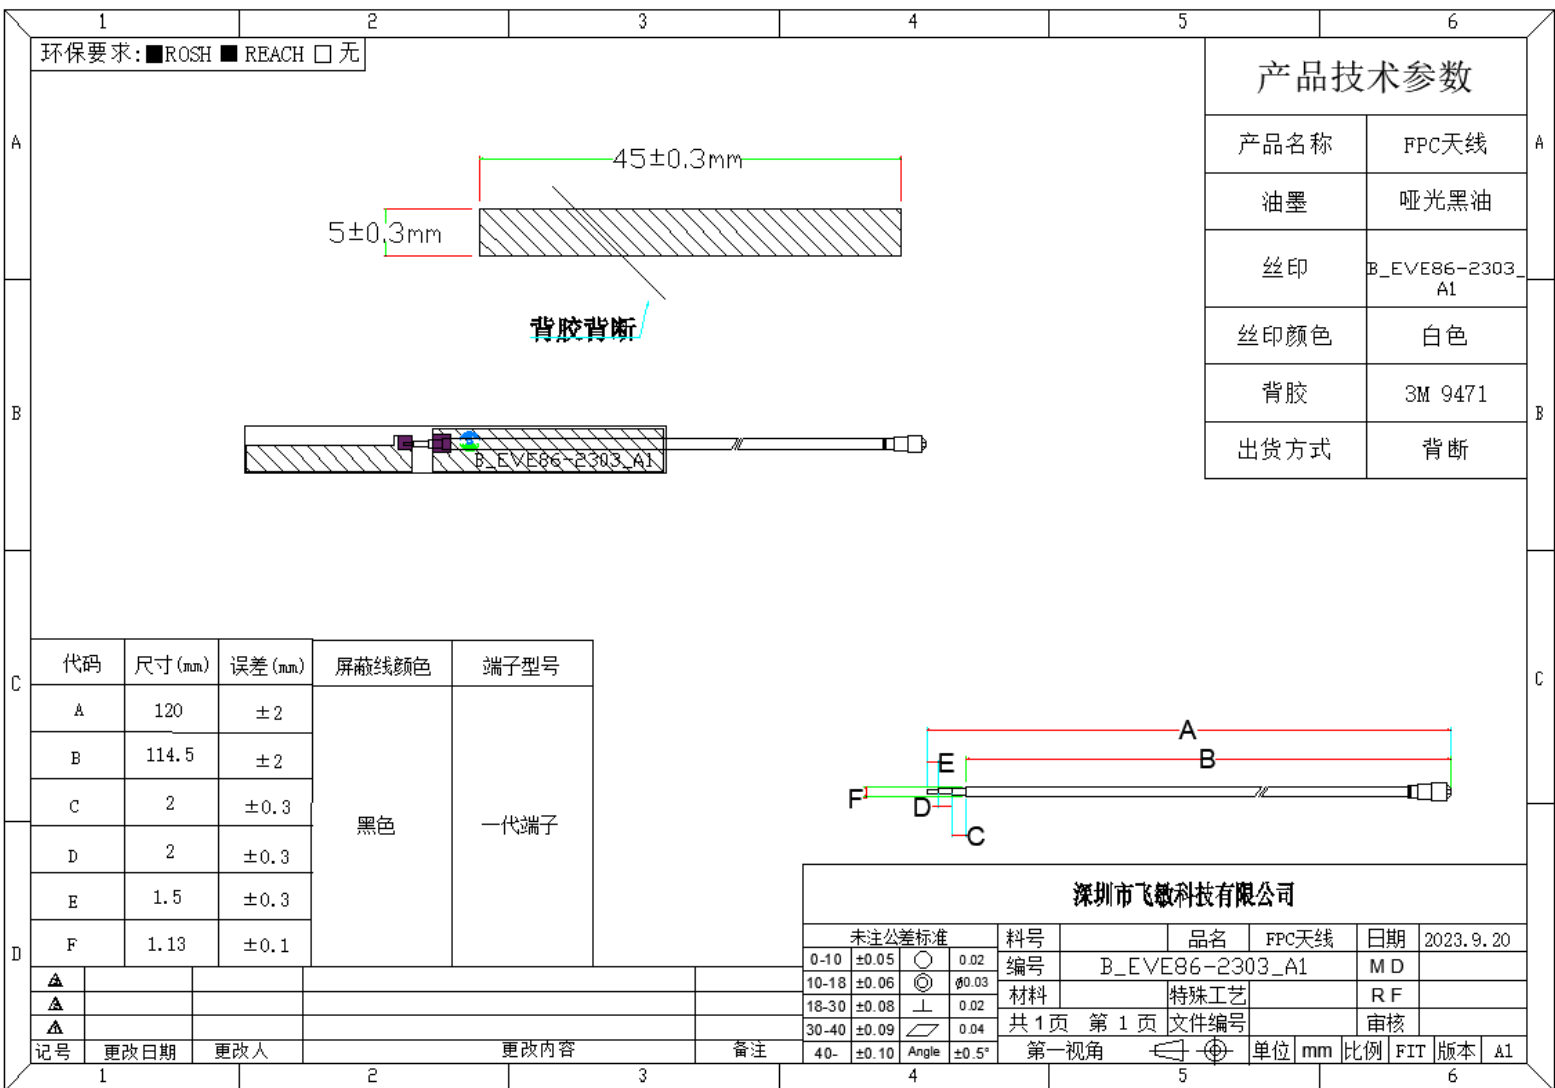 1 2 3 4 5 6
环保要求:■ROSH ■ REACH □ 无
产品技术参数
产品名称 FPC天线
油墨 哑光黑油
丝印 B_EVE86-2303_
A1
丝印颜色 白色
背胶 3M 9471
出货方式 背断
A A
B B
C C
D
45±0.3mm
5±0.3mm
背胶背断
B_EVE86-2303_A1
代码 尺寸(mm) 误差(mm) 屏蔽线颜色 端子型号
A 120 ±2
B 114.5 ±2
C 2 ±0.3
D 2 ±0.3
E 1.5 ±0.3
F 1.13 ±0.1
黑色 一代端子
A
B
E
F
D
C
深圳市飞敏科技有限公司
未注公差标准
0-10 ±0.05 0.02
10-18 ±0.06 ϕ0.03
18-30 ±0.08 ⊥ 0.02
30-40 ±0.09 0.04
40- ±0.10 Angle ±0.5°
料号 品名 FPC天线 日期 2023.9.20
编号 B_EVE86-2303_A1 MD
材料 特殊工艺 RF
共1页 第1页 文件编号 审核
第一视角 单位 mm 比例 FIT 版本 A1
记号 更改日期 更改人 更改内容 备注
1 2 3 4 5 6